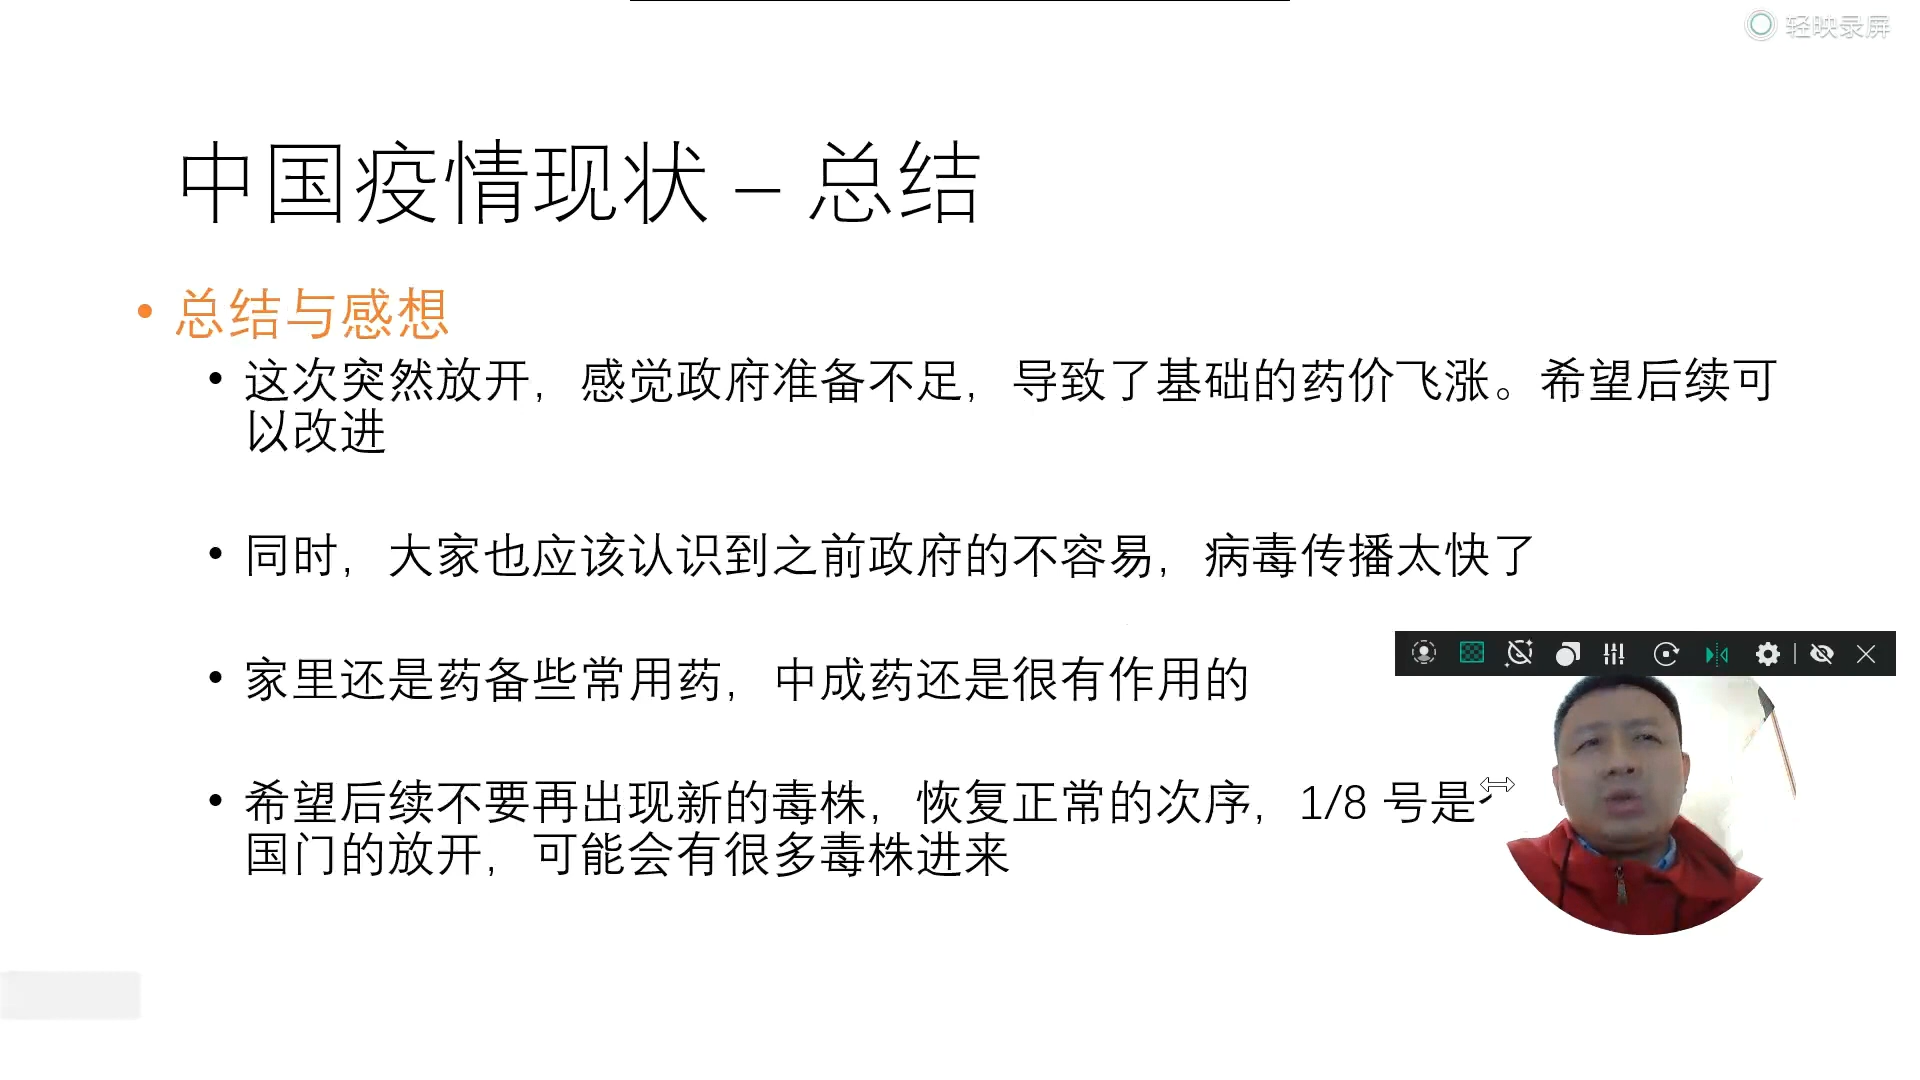 轻映录屏
中国疫情现状 – 总结
• 总结与感想
• 这次突然放开，感觉政府准备不足，导致了基础的药价飞涨。希望后续可
以改进
• 同时，大家也应该认识到之前政府的不容易，病毒传播太快了
• 家里还是药备些常用药，中成药还是很有作用的
• 希望后续不要再出现新的毒株，恢复正常的次序，1/8 号是
国门的放开，可能会有很多毒株进来